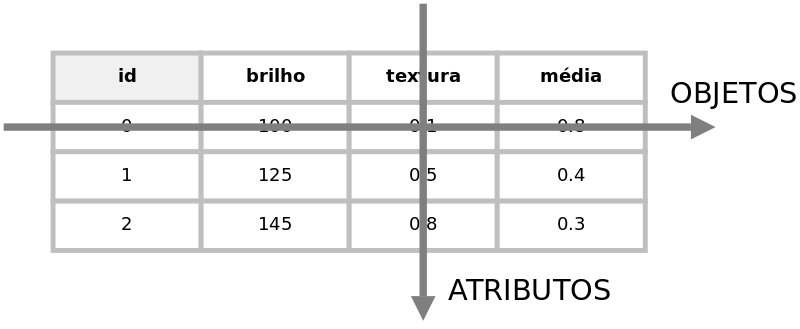 id brilho textura média
OBJETOS
0 100 0.1 0.8
1 125 0.5 0.4
2 145 0.8 0.3
ATRIBUTOS